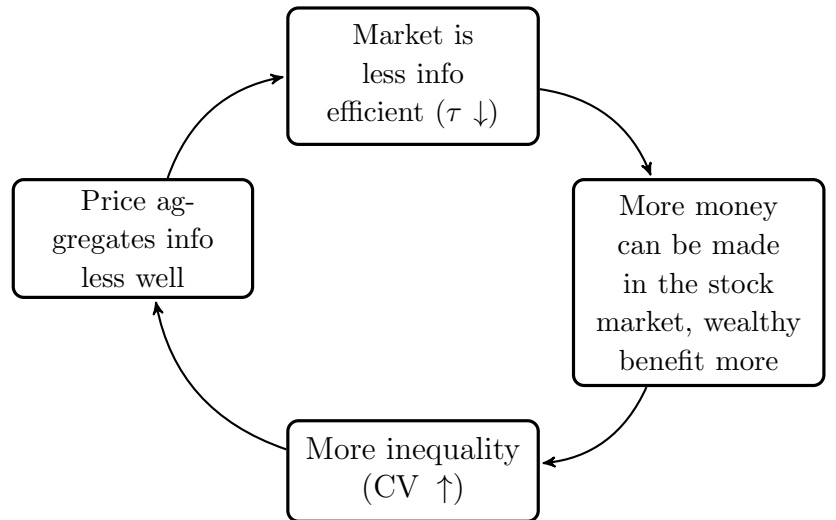 Market is
less info
efficient (τ ↓)
More money
can be made
in the stock
market, wealthy
benefit more
More inequality
(CV ↑)
Price ag-
gregates info
less well